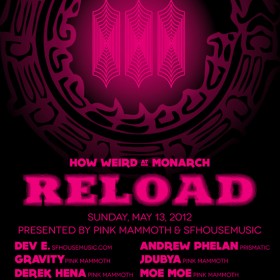 HOW WEIRD AT MONARCH
RELOAD
SUNDAY, MAY 13, 2012
PRESENTED BY PINK MAMMOTH & SFHOUSEMUSIC
DEV E. SFHOUSEMUSIC.COM
ANDREW PHELAN PRISMATIC
GRAVITY PINK MAMMOTH
JDUBYA PINK MAMMOTH
DEREK HENA PINK MAMMOTH
MOE MOE PINK MAMMOTH